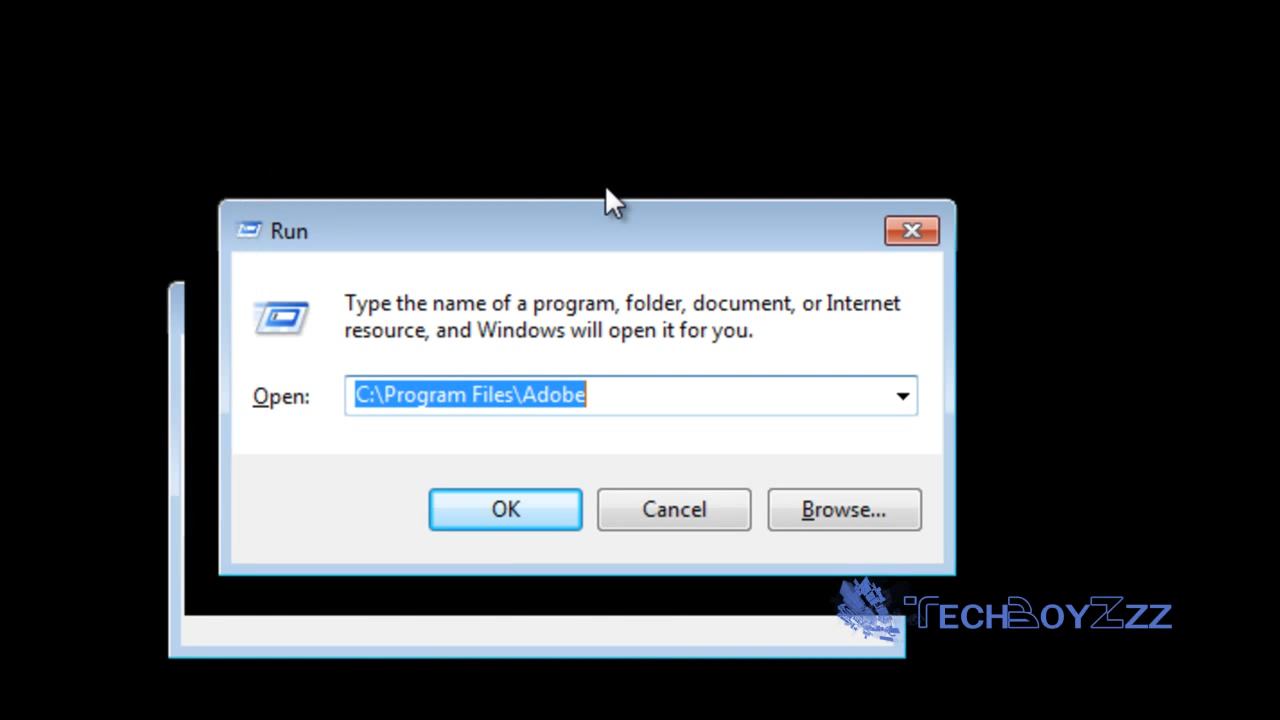 Run
Type the name of a program, folder, document, or Internet
resource, and Windows will open it for you.
Open: C:\Program Files\Adobe
OK Cancel Browse...
TECHBOYZZZ